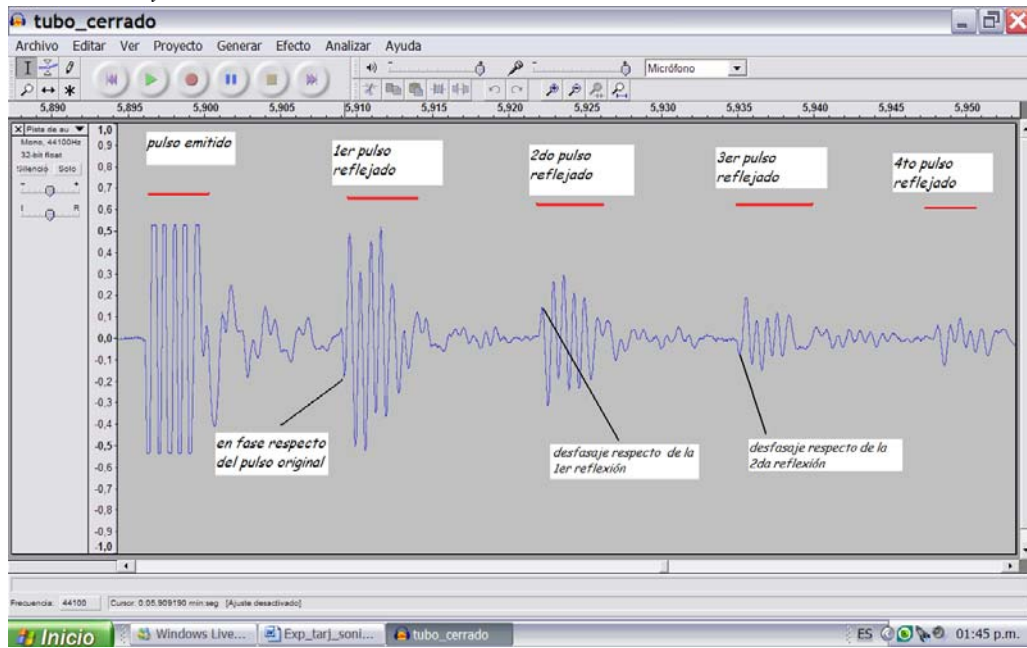 tubo_cerrado
Archivo Editar Ver Proyecto Generar Efecto Analizar Ayuda
Micrófono
5,890 5,895 5,900 5,905 5,910 5,915 5,920 5,925 5,930 5,935 5,940 5,945 5,950
Pista de au
Mono, 44100Hz
32-bit float
Silencio Solo
- +
I R
1,0
0,9
0,8
0,7
0,6
0,5
0,4
0,3
0,2
0,1
0,0
-0,1
-0,2
-0,3
-0,4
-0,5
-0,6
-0,7
-0,8
-0,9
-1,0
pulso emitido
1er pulso
reflejado
2do pulso
reflejado
3er pulso
reflejado
4to pulso
reflejado
en fase respecto
del pulso original
desfasaje respecto de la
1er reflexión
desfasaje respecto de la
2da reflexión
Frecuencia: 44100 Cursor: 0:05,909190 min:seg [Ajuste desactivado]
Inicio Windows Live... Exp_tarj_soni... tubo_cerrado ES 01:45 p.m.